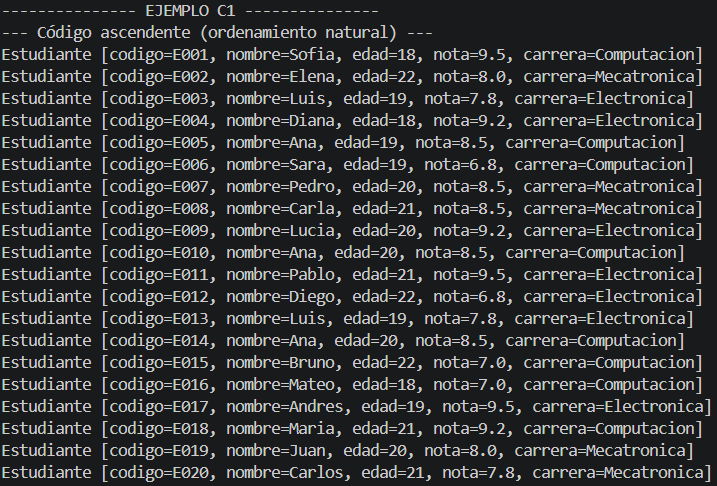 --------------- EJEMPLO C1 ---------------
--- Código ascendente (ordenamiento natural) ---
Estudiante [codigo=E001, nombre=Sofia, edad=18, nota=9.5, carrera=Computacion]
Estudiante [codigo=E002, nombre=Elena, edad=22, nota=8.0, carrera=Mecatronica]
Estudiante [codigo=E003, nombre=Luis, edad=19, nota=7.8, carrera=Electronica]
Estudiante [codigo=E004, nombre=Diana, edad=18, nota=9.2, carrera=Electronica]
Estudiante [codigo=E005, nombre=Ana, edad=19, nota=8.5, carrera=Computacion]
Estudiante [codigo=E006, nombre=Sara, edad=19, nota=6.8, carrera=Computacion]
Estudiante [codigo=E007, nombre=Pedro, edad=20, nota=8.5, carrera=Mecatronica]
Estudiante [codigo=E008, nombre=Carla, edad=21, nota=8.5, carrera=Mecatronica]
Estudiante [codigo=E009, nombre=Lucia, edad=20, nota=9.2, carrera=Electronica]
Estudiante [codigo=E010, nombre=Ana, edad=20, nota=8.5, carrera=Computacion]
Estudiante [codigo=E011, nombre=Pablo, edad=21, nota=9.5, carrera=Electronica]
Estudiante [codigo=E012, nombre=Diego, edad=22, nota=6.8, carrera=Electronica]
Estudiante [codigo=E013, nombre=Luis, edad=19, nota=7.8, carrera=Electronica]
Estudiante [codigo=E014, nombre=Ana, edad=20, nota=8.5, carrera=Computacion]
Estudiante [codigo=E015, nombre=Bruno, edad=22, nota=7.0, carrera=Computacion]
Estudiante [codigo=E016, nombre=Mateo, edad=18, nota=7.0, carrera=Computacion]
Estudiante [codigo=E017, nombre=Andres, edad=19, nota=9.5, carrera=Electronica]
Estudiante [codigo=E018, nombre=Maria, edad=21, nota=9.2, carrera=Computacion]
Estudiante [codigo=E019, nombre=Juan, edad=20, nota=8.0, carrera=Mecatronica]
Estudiante [codigo=E020, nombre=Carlos, edad=21, nota=7.8, carrera=Mecatronica]